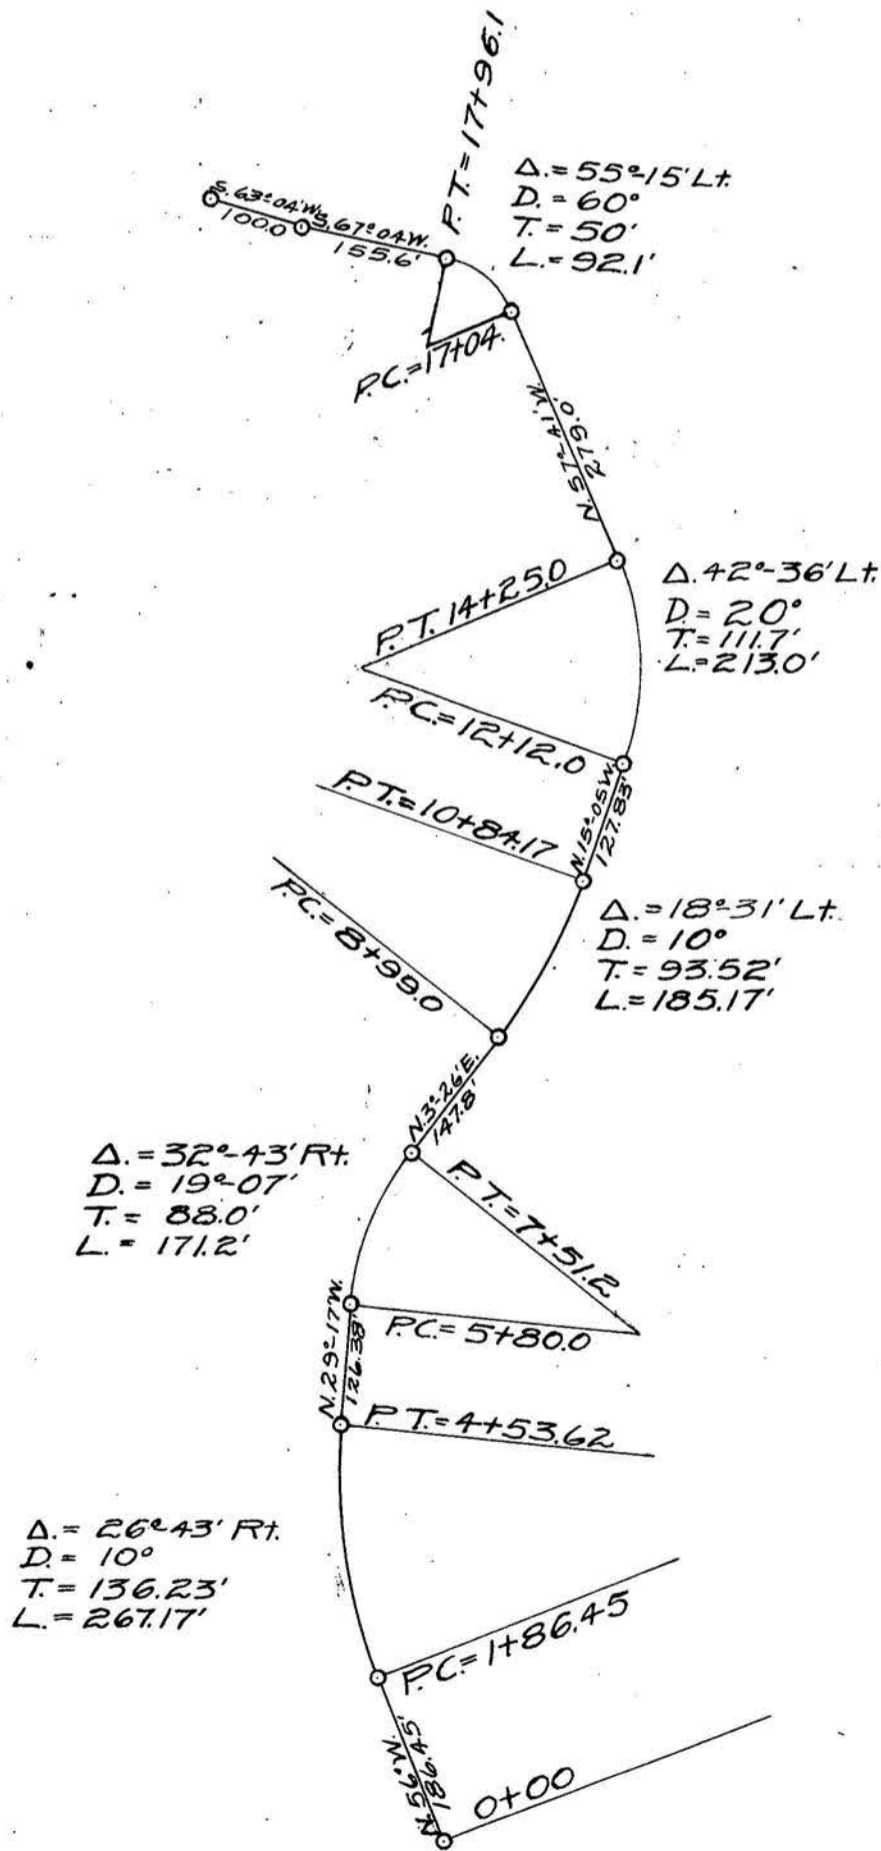 P.T.=17+96.1
Δ.=55°-15' Lt.
D.=60°
T.=50'
L.=92.1'
S.63°04'W.
100.0
S.67°04W.
155.6'
P.C.=17+04.
N.57°-41'W.
279.0'
P.T. 14+25.0
Δ.42°-36' Lt.
D.=20°
T.=111.7'
L.=213.0'
P.C.=12+12.0
N.15°-05W.
127.83'
P.T.=10+84.17
Δ.=18°-31' Lt.
D.=10°
T.=93.52'
L.=185.17'
P.C.=8+99.0
N.3°-26'E.
147.8'
Δ.=32°-43' Rt.
D.=19°-07'
T.=88.0'
L.=171.2'
P.T.=7+51.2
P.C.=5+80.0
N.29°-17'W.
126.38'
P.T.=4+53.62
Δ.=26°-43' Rt.
D.=10°
T.=136.23'
L.=267.17'
P.C.=1+86.45
186.45'
N.56°W.
0+00